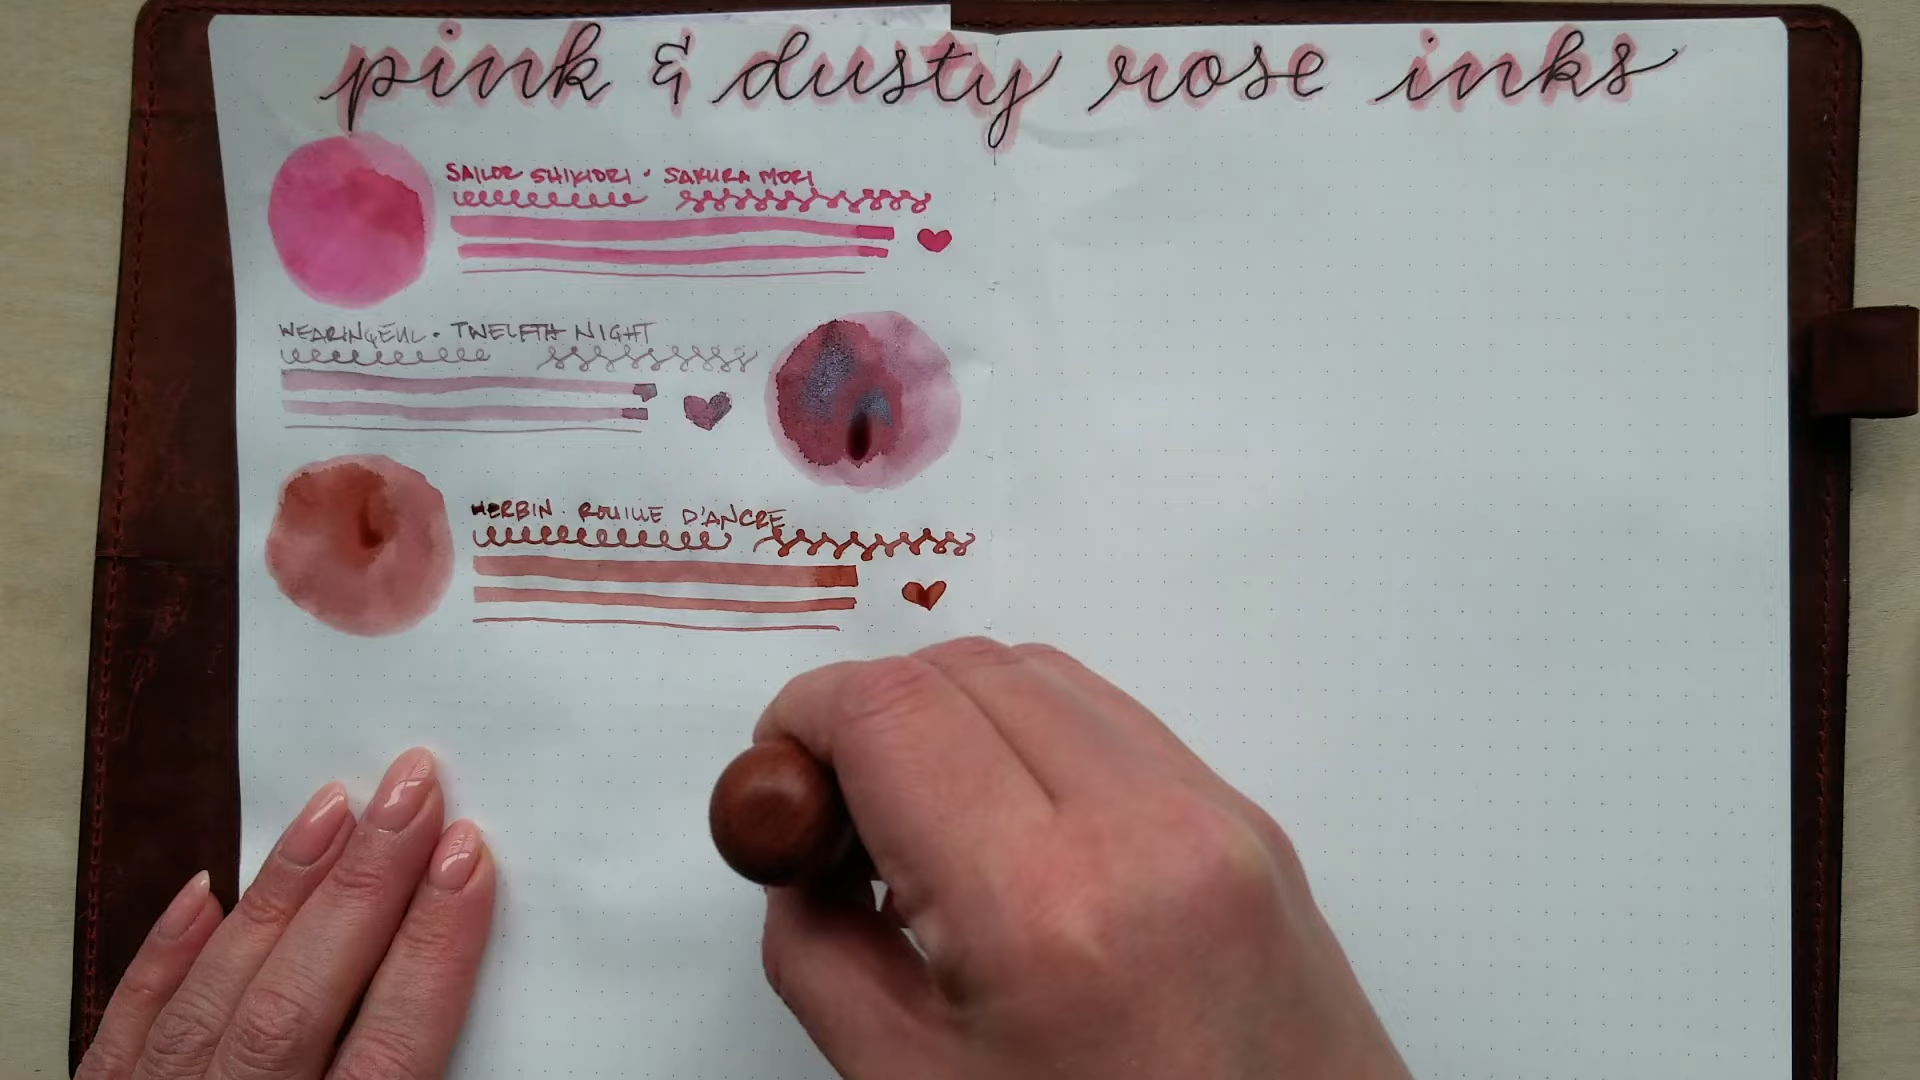 pink & dusty rose inks
SAILOR SHIKIORI · SAKURA MORI
WEARINGEUL · TWELFTH NIGHT
HERBIN · ROUILLE D'ANCRE